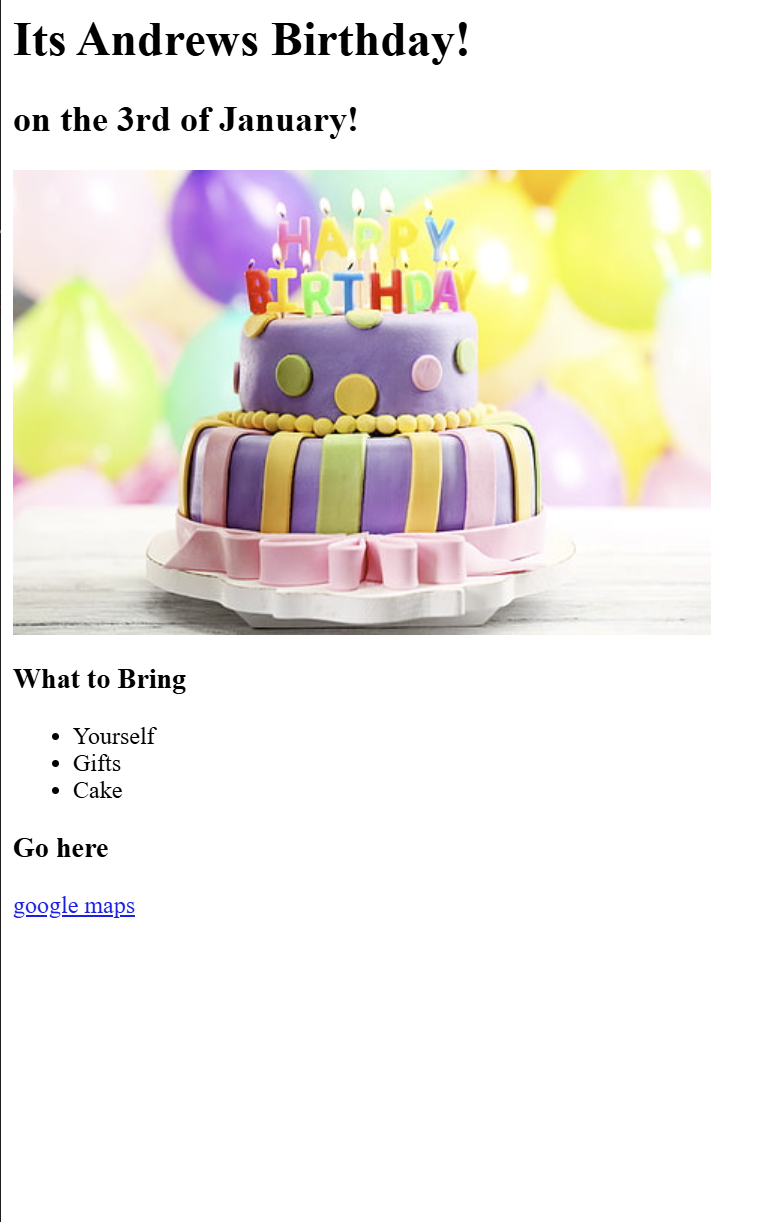 Its Andrews Birthday!
on the 3rd of January!
HAPPY
BIRTHDAY
What to Bring
Yourself
Gifts
Cake
Go here
google maps